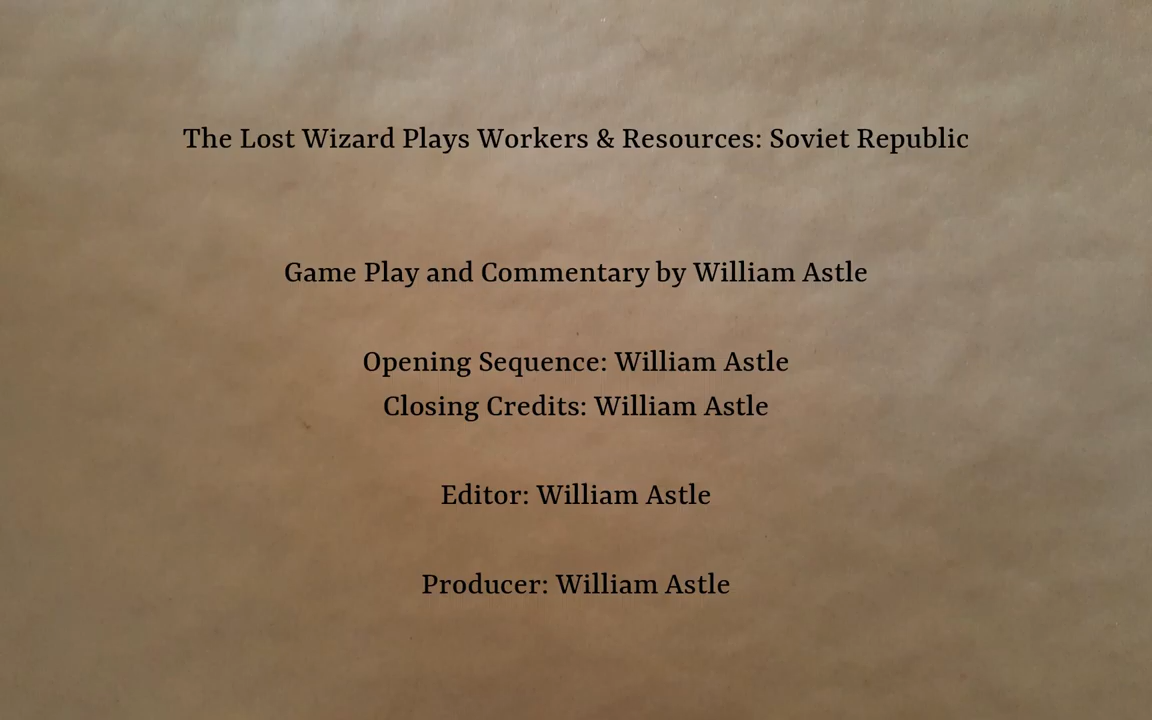 The Lost Wizard Plays Workers & Resources: Soviet Republic
Game Play and Commentary by William Astle
Opening Sequence: William Astle
Closing Credits: William Astle
Editor: William Astle
Producer: William Astle